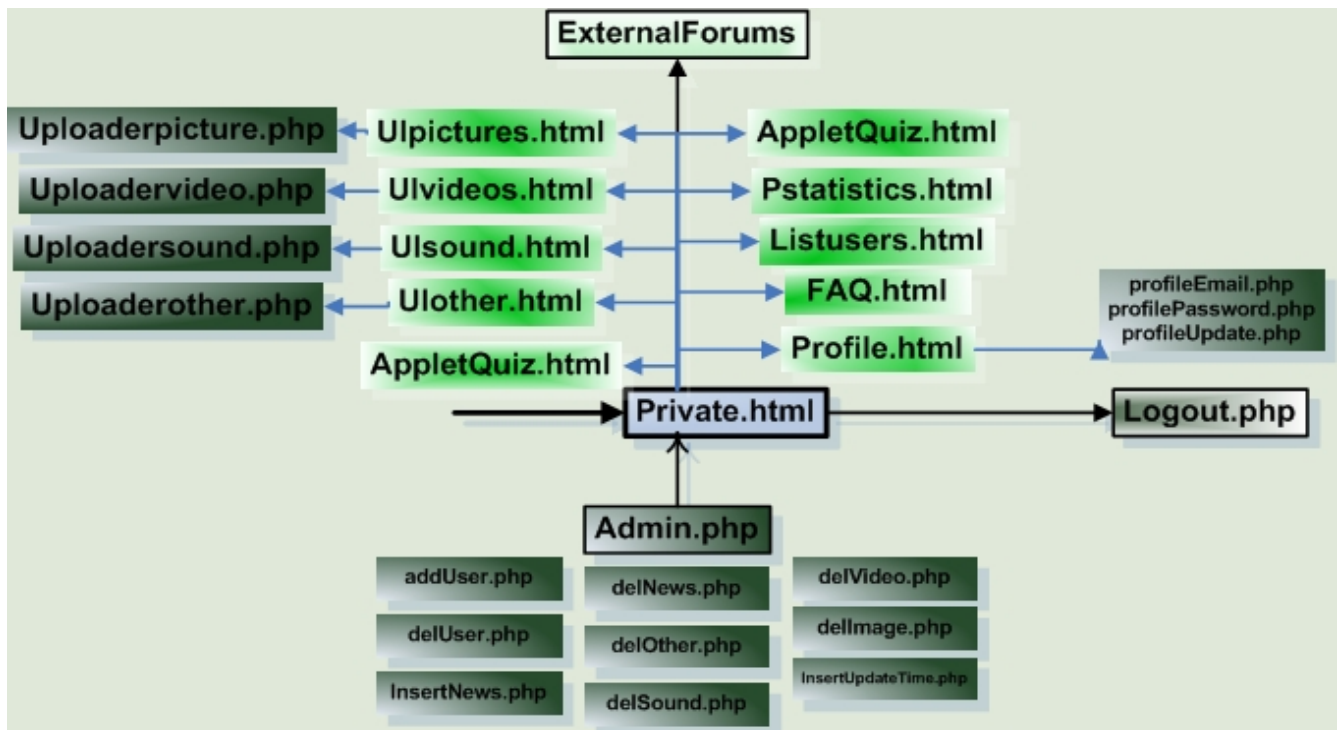 ExternalForums
Uploaderpicture.php
Ulpictures.html
AppletQuiz.html
Uploadervideo.php
Ulvideos.html
Pstatistics.html
Uploadersound.php
Ulsound.html
Listusers.html
Uploaderother.php
Ulother.html
FAQ.html
profileEmail.php
profilePassword.php
profileUpdate.php
Profile.html
AppletQuiz.html
Private.html
Logout.php
Admin.php
addUser.php
delNews.php
delVideo.php
delUser.php
delOther.php
delImage.php
InsertNews.php
delSound.php
InsertUpdateTime.php